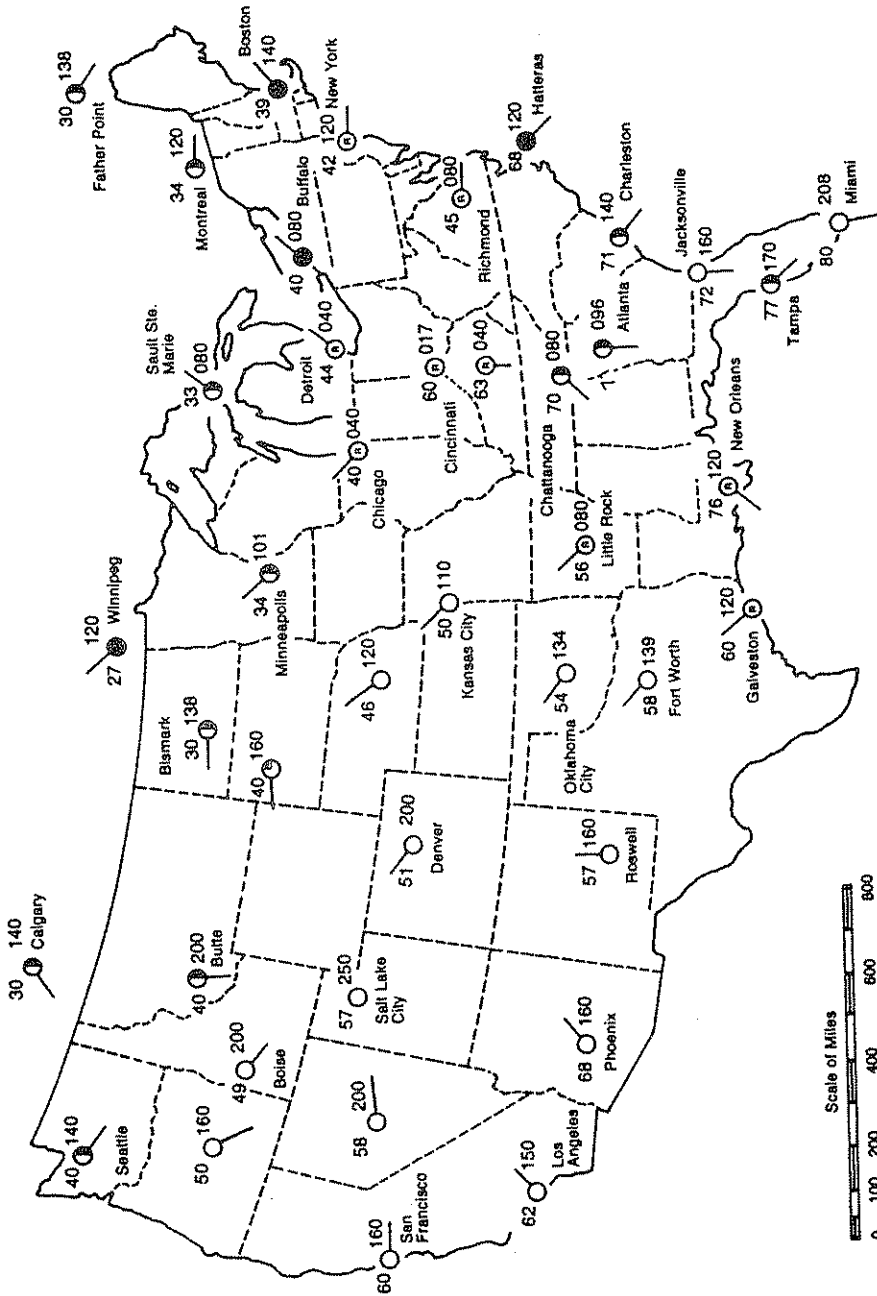 30 140
Calgary
27 120
Winnipeg
30 138
Father Point
40 140
Seattle
40 200
Butte
30 138
Bismark
34 101
Minneapolis
33 080
Sault Ste.
Marie
34 120
Montreal
39 140
Boston
50 160
49 200
Boise
40 160
40 080
Buffalo
42 120
R
New York
44 040
R
Detroit
40 040
R
Chicago
60 160
San
Francisco
58 200
57 250
Salt Lake
City
51 200
Denver
46 120
50 110
Kansas City
60 017
R
Cincinnati
45 080
R
Richmond
63 040
R
68 120
Hatteras
62 150
Los
Angeles
68 160
Phoenix
57 160
Roswell
54 134
Oklahoma
City
56 080
R
Little Rock
70 080
Chattanooga
096
Atlanta
71 140
Charleston
58 139
Fort Worth
60 120
R
Galveston
76 120
R
New Orleans
72 160
Jacksonville
77 170
Tampa
80 208
Miami
Scale of Miles
0 100 200 400 600 800